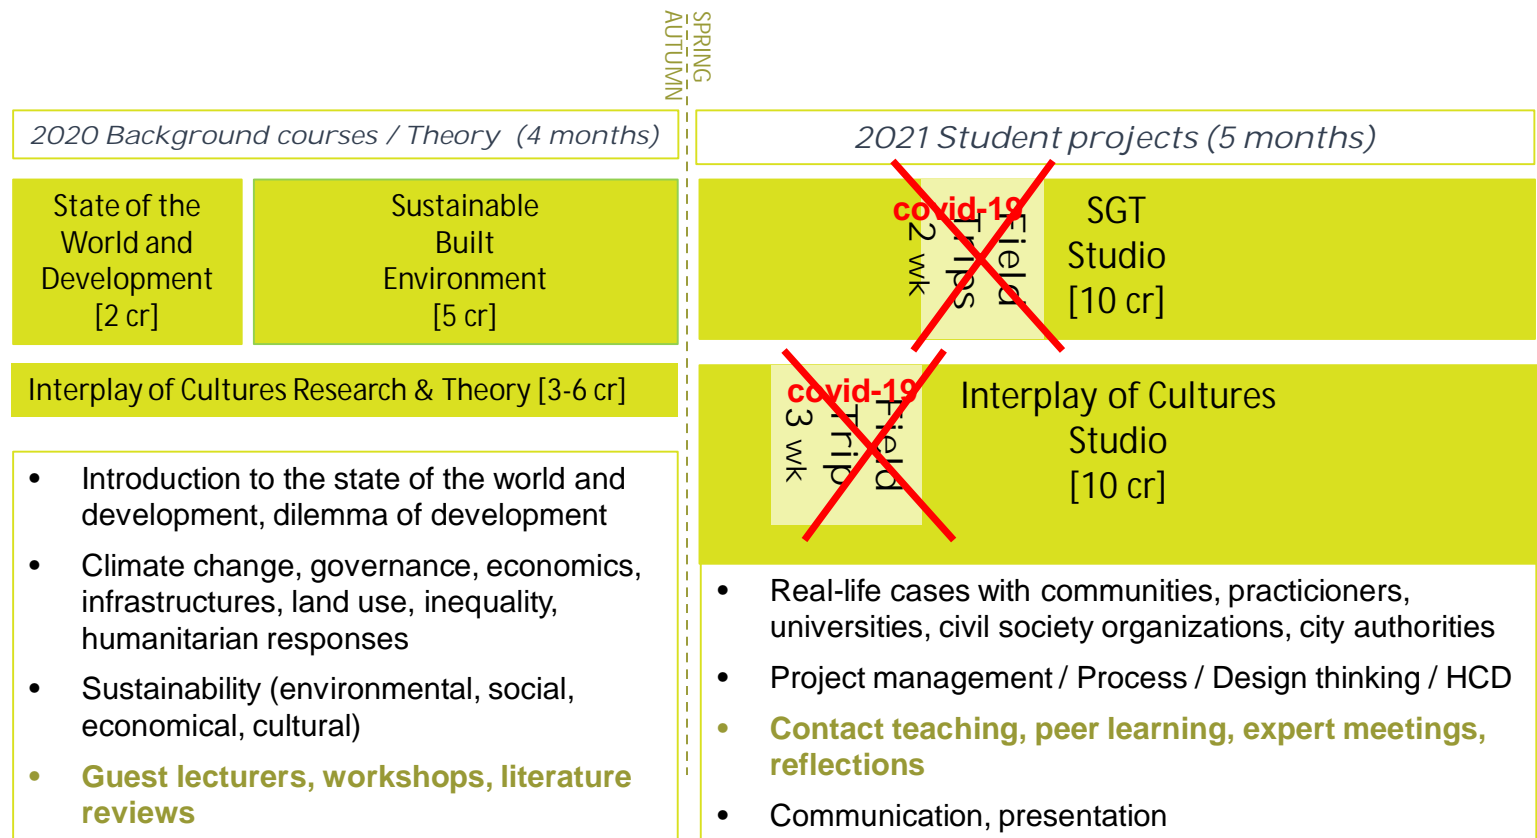 SPRING
AUTUMN
2020 Background courses / Theory (4 months)
State of the
World and
Development
[2 cr]
Sustainable
Built
Environment
[5 cr]
Interplay of Cultures Research & Theory [3-6 cr]
• Introduction to the state of the world and
development, dilemma of development
• Climate change, governance, economics,
infrastructures, land use, inequality,
humanitarian responses
• Sustainability (environmental, social,
economical, cultural)
• Guest lecturers, workshops, literature
reviews
2021 Student projects (5 months)
covid-19
Field
Trips
2 wk
SGT
Studio
[10 cr]
covid-19
Field
Trip
3 wk
Interplay of Cultures
Studio
[10 cr]
• Real-life cases with communities, practicioners,
universities, civil society organizations, city authorities
• Project management / Process / Design thinking / HCD
• Contact teaching, peer learning, expert meetings,
reflections
• Communication, presentation